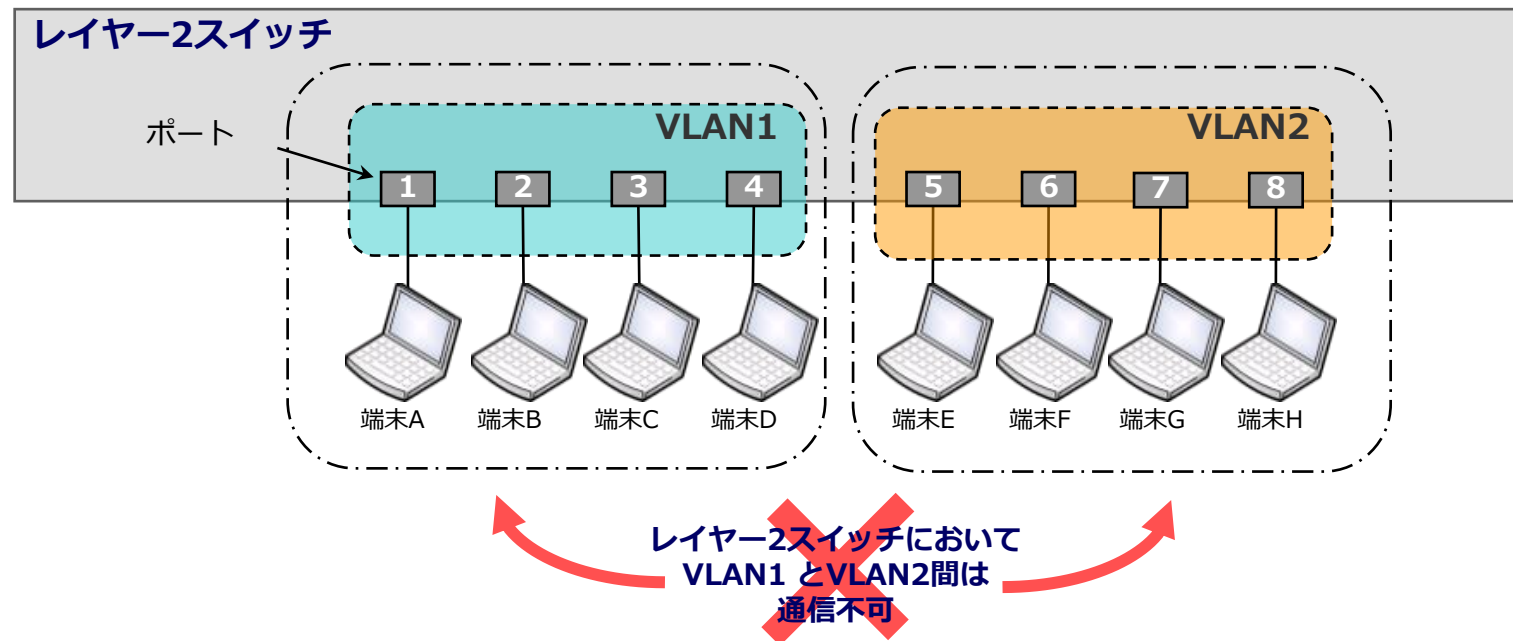 レイヤー2スイッチ
ポート
VLAN1
VLAN2
1
2
3
4
5
6
7
8
端末A
端末B
端末C
端末D
端末E
端末F
端末G
端末H
レイヤー2スイッチにおいて
VLAN1 とVLAN2間は
通信不可